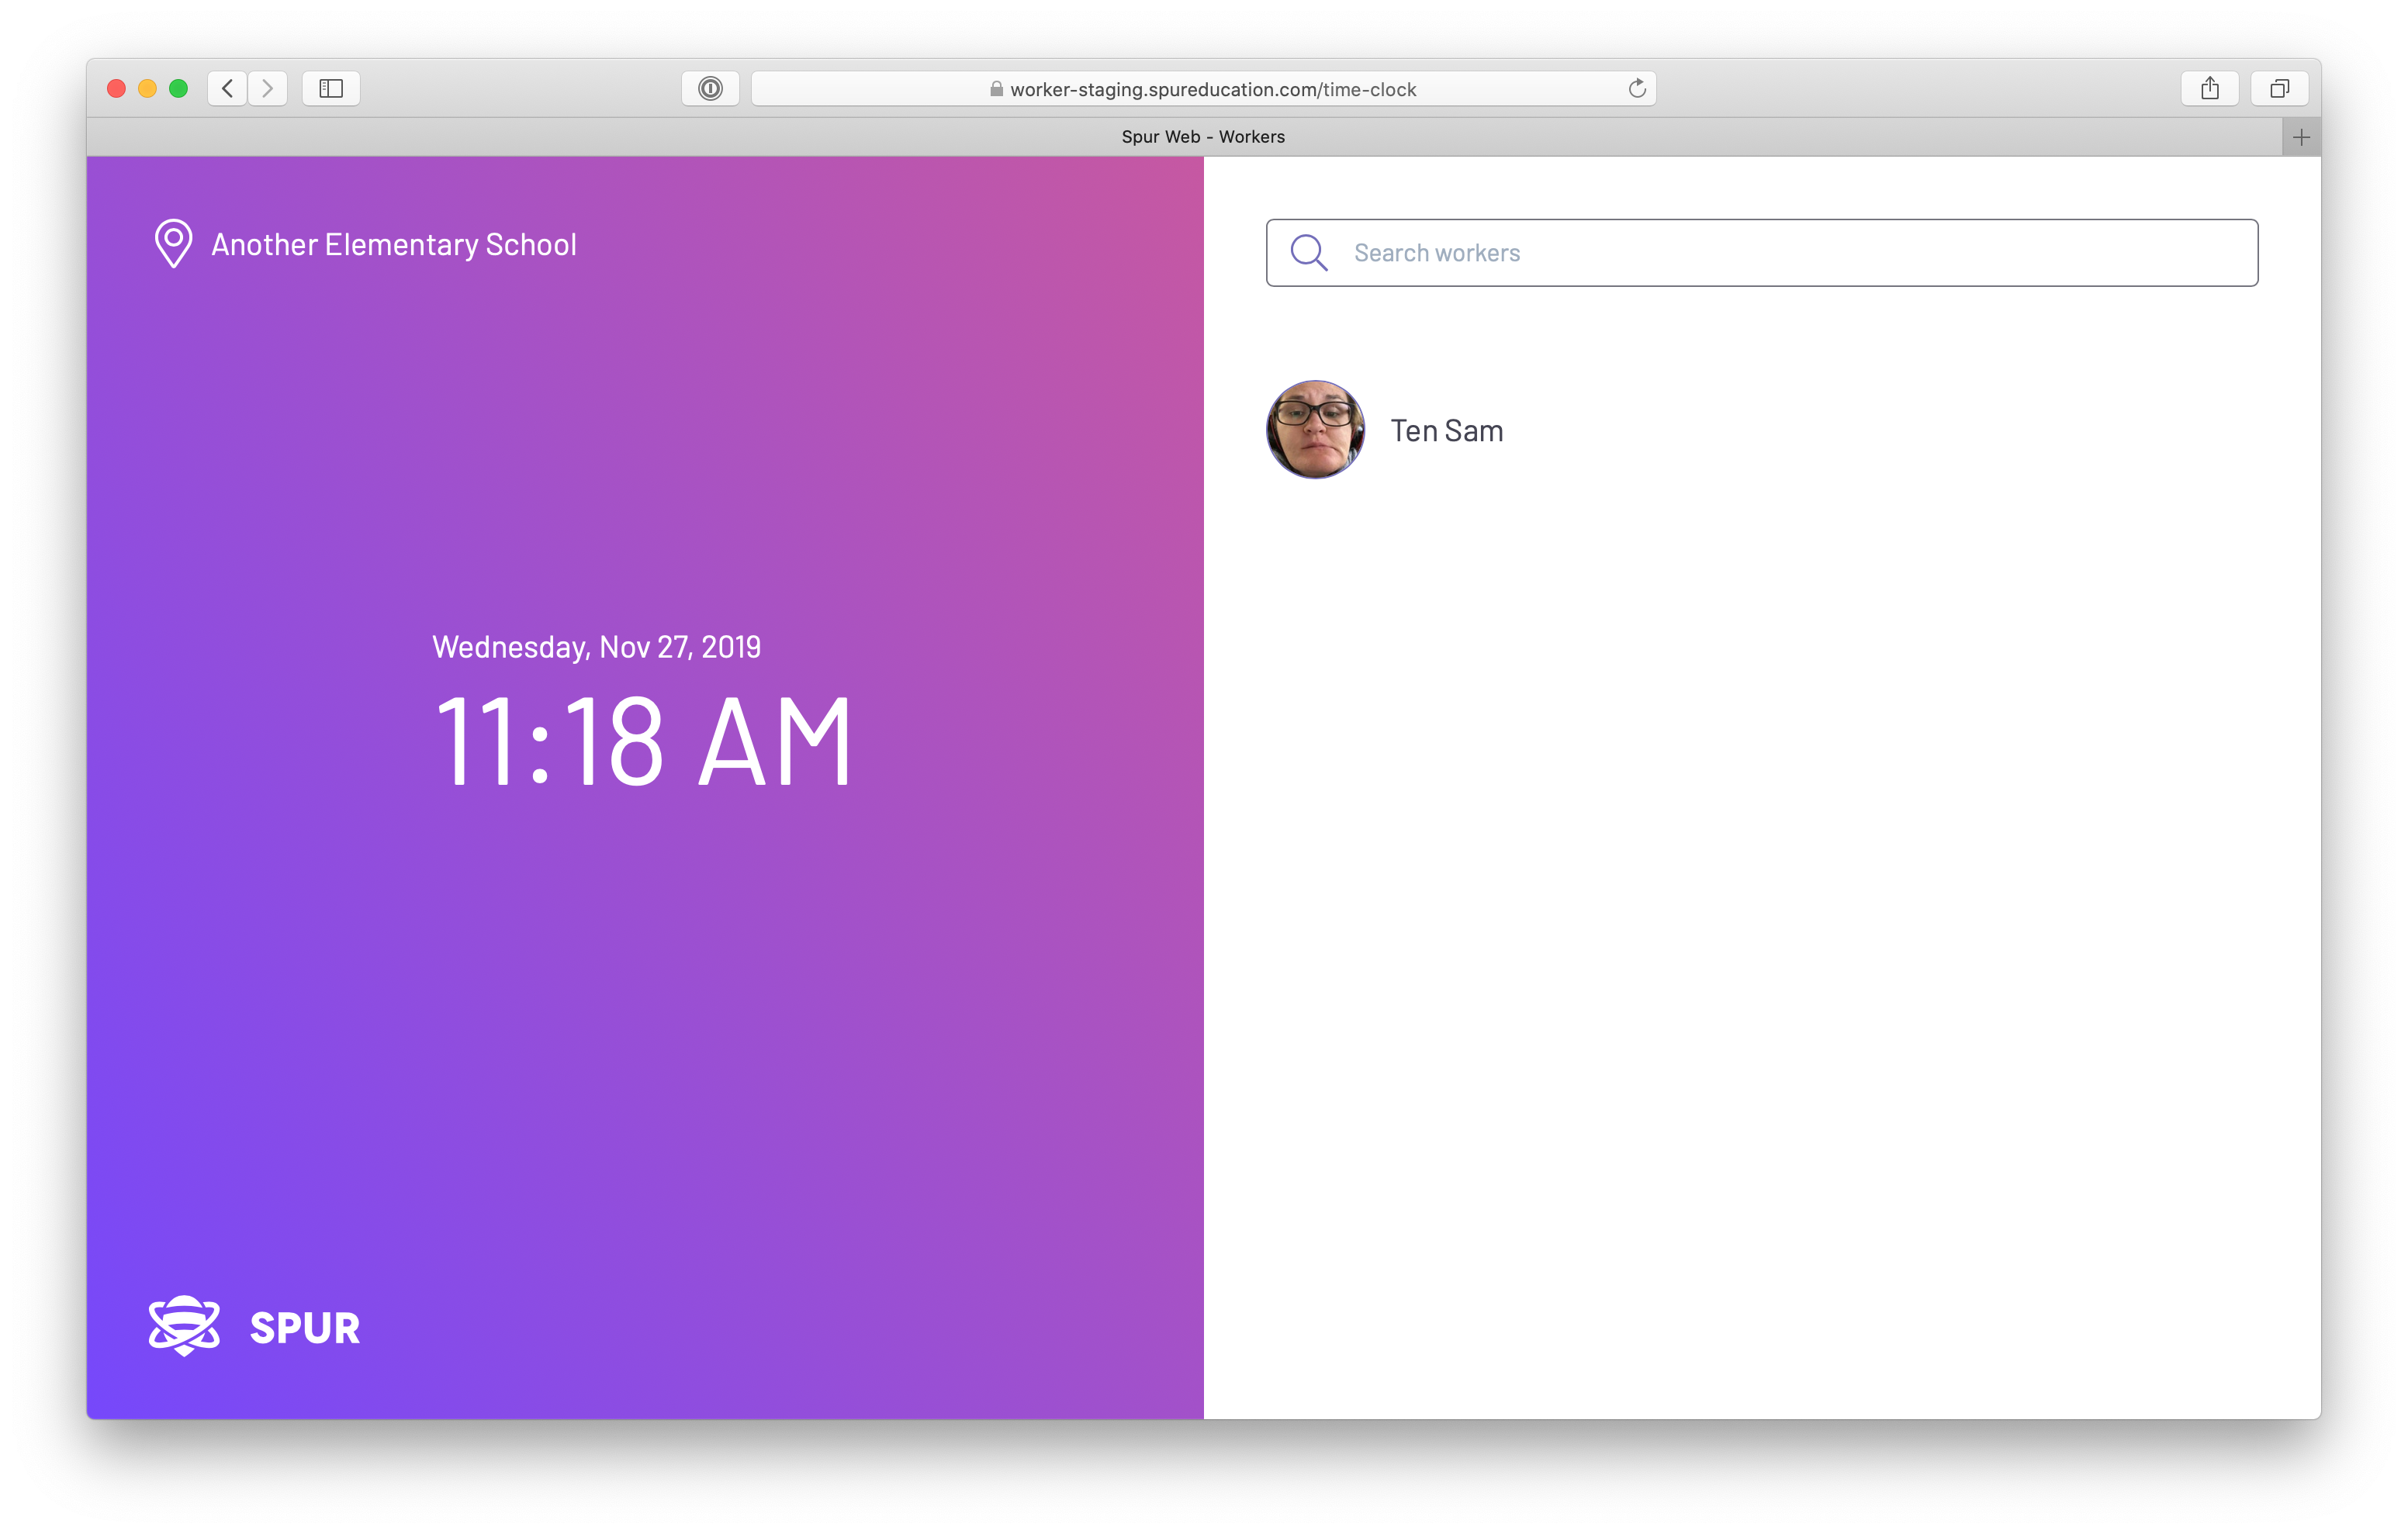 worker-staging.spureducation.com/time-clock
Spur Web - Workers
Another Elementary School
Wednesday, Nov 27, 2019
11:18 AM
SPUR
Search workers
Ten Sam